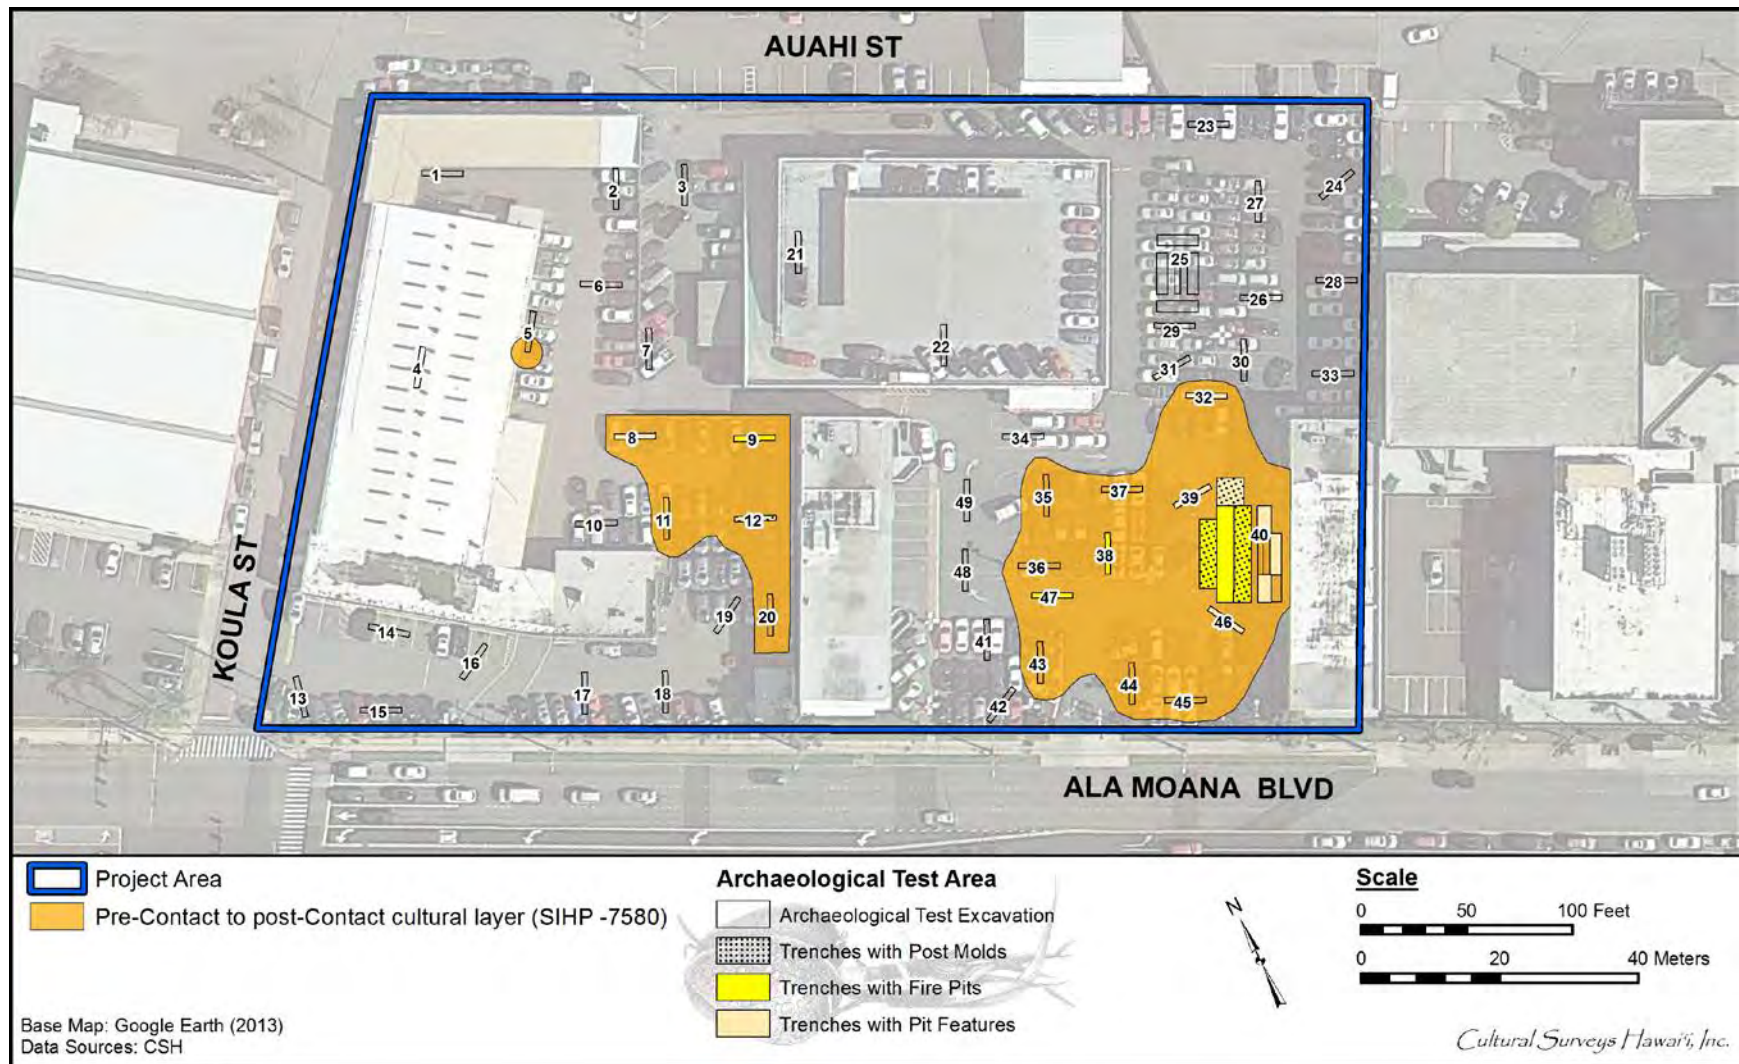 AUAHI ST
23
1
2
3
24
27
21
25
6
28
26
5
29
7
22
4
31
30
33
32
8
9
34
35
37
39
49
11
12
10
40
38
36
48
47
19
20
46
14
41
43
16
KOULA ST
13
17
18
44
42
45
15
ALA MOANA BLVD
Project Area
Pre-Contact to post-Contact cultural layer (SIHP -7580)
Archaeological Test Area
Archaeological Test Excavation
Trenches with Post Molds
Trenches with Fire Pits
Trenches with Pit Features
N
Scale
0 50 100 Feet
0 20 40 Meters
Base Map: Google Earth (2013)
Data Sources: CSH
Cultural Surveys Hawai'i, Inc.